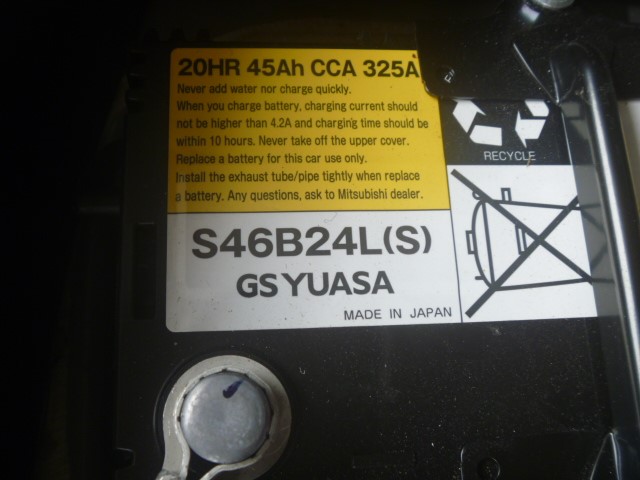 20HR 45Ah CCA 325A
Never add water nor charge quickly.
When you charge battery, charging current should
not be higher than 4.2A and charging time should be
within 10 hours. Never take off the upper cover.
Replace a battery for this car use only.
Install the exhaust tube/pipe tightly when replace
a battery. Any questions, ask to Mitsubishi dealer.
RECYCLE
S46B24L(S)
GS YUASA
MADE IN JAPAN